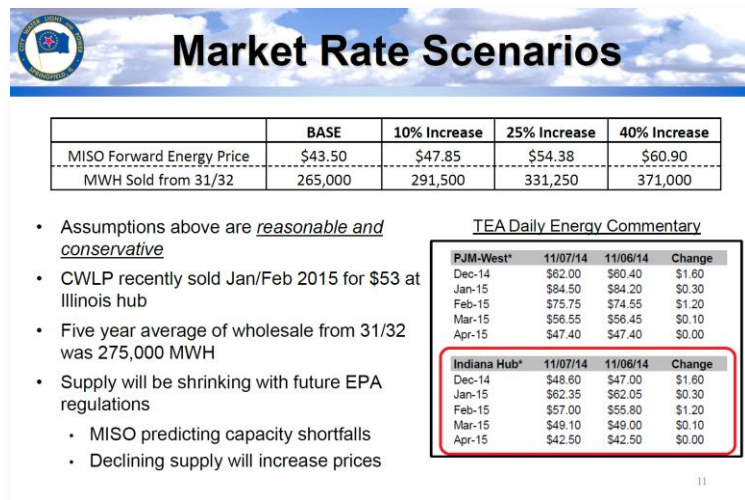 CITY WATER LIGHT AND POWER
SPRINGFIELD IL
Market Rate Scenarios
BASE 10% Increase 25% Increase 40% Increase
MISO Forward Energy Price $43.50 $47.85 $54.38 $60.90
MWH Sold from 31/32 265,000 291,500 331,250 371,000
• Assumptions above are reasonable and
conservative
• CWLP recently sold Jan/Feb 2015 for $53 at
Illinois hub
• Five year average of wholesale from 31/32
was 275,000 MWH
• Supply will be shrinking with future EPA
regulations
• MISO predicting capacity shortfalls
• Declining supply will increase prices
TEA Daily Energy Commentary
PJM-West* 11/07/14 11/06/14 Change
Dec-14 $62.00 $60.40 $1.60
Jan-15 $84.50 $84.20 $0.30
Feb-15 $75.75 $74.55 $1.20
Mar-15 $56.55 $56.45 $0.10
Apr-15 $47.40 $47.40 $0.00
Indiana Hub* 11/07/14 11/06/14 Change
Dec-14 $48.60 $47.00 $1.60
Jan-15 $62.35 $62.05 $0.30
Feb-15 $57.00 $55.80 $1.20
Mar-15 $49.10 $49.00 $0.10
Apr-15 $42.50 $42.50 $0.00
11